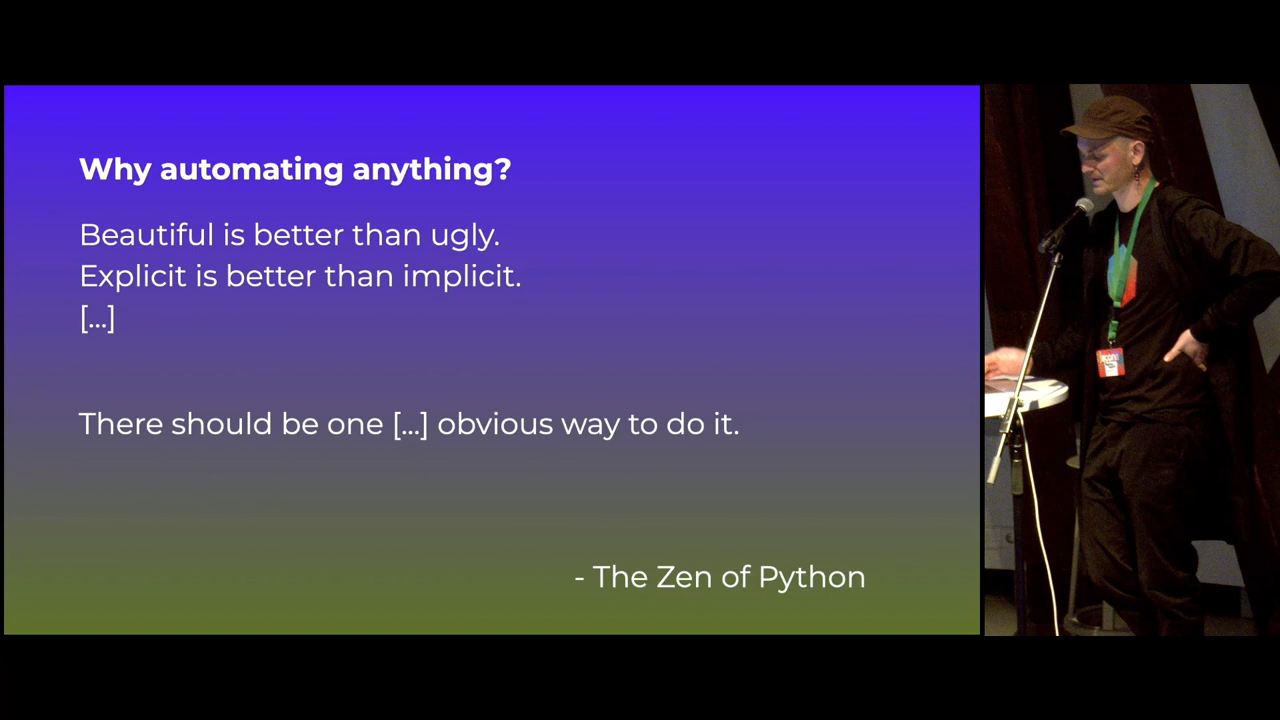 Why automating anything?
Beautiful is better than ugly.
Explicit is better than implicit.
[...]
There should be one [...] obvious way to do it.
- The Zen of Python